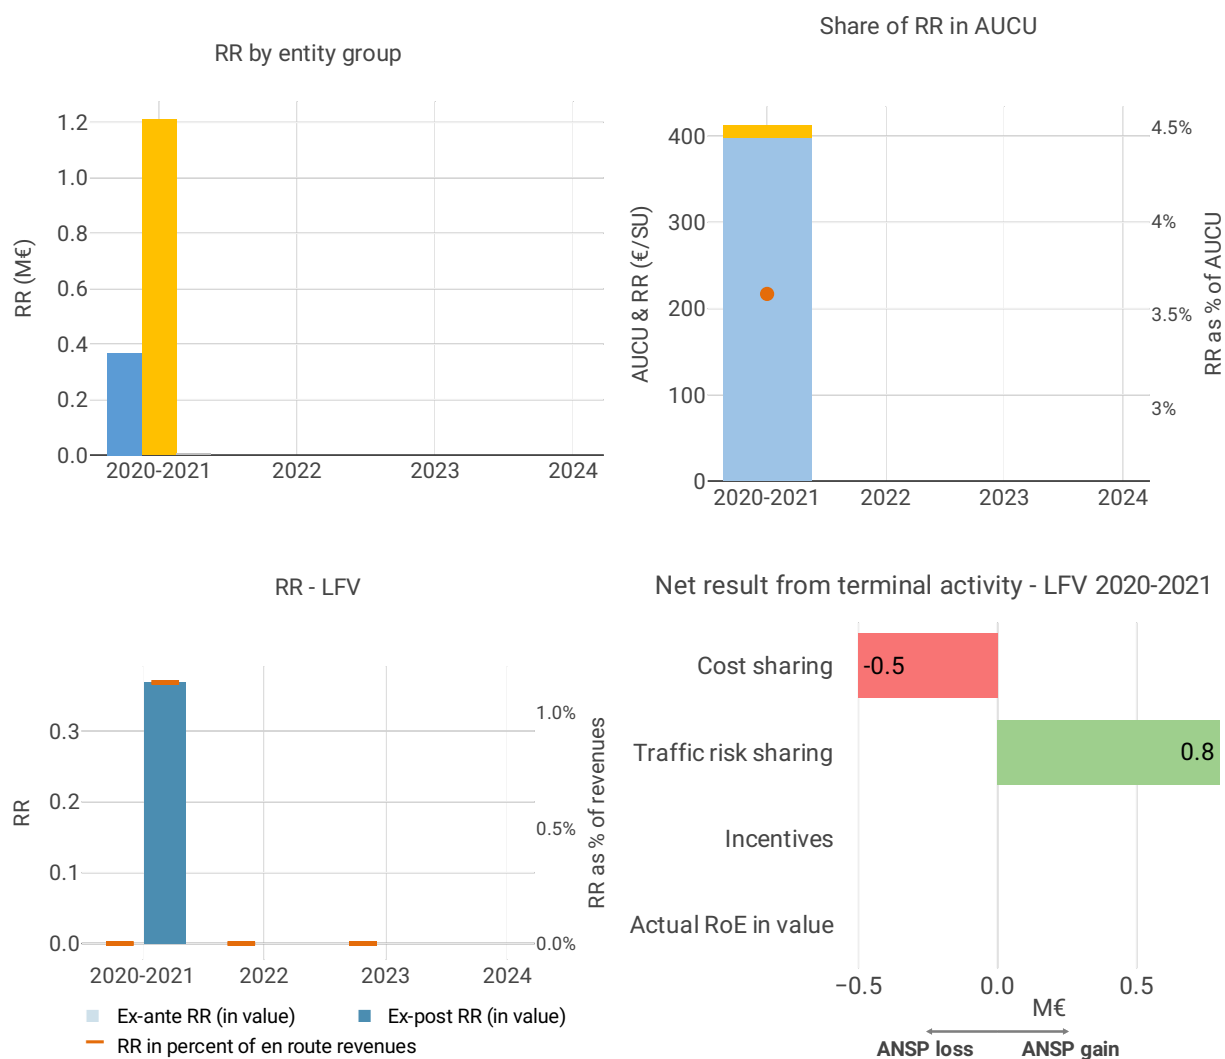 RR by entity group
RR (M€)
1.2
1.0
0.8
0.6
0.4
0.2
0.0
2020-2021 2022 2023 2024
Share of RR in AUCU
AUCU & RR (€/SU)
400
300
200
100
0
4.5%
4%
3.5%
3%
RR as % of AUCU
2020-2021 2022 2023 2024
RR - LFV
RR
0.3
0.2
0.1
0.0
1.0%
0.5%
0.0%
RR as % of revenues
2020-2021 2022 2023 2024
Ex-ante RR (in value) Ex-post RR (in value)
RR in percent of en route revenues
Net result from terminal activity - LFV 2020-2021
Cost sharing -0.5
Traffic risk sharing 0.8
Incentives
Actual RoE in value
−0.5 0.0 0.5
M€
ANSP loss ANSP gain